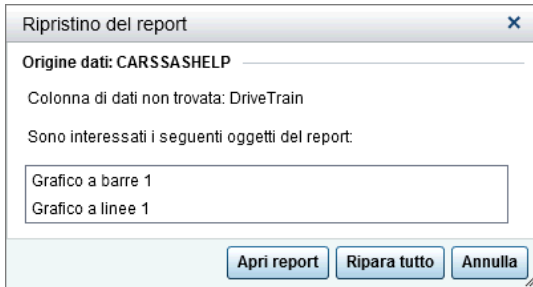 Ripristino del report
Origine dati: CARSSASHELP
Colonna di dati non trovata: DriveTrain
Sono interessati i seguenti oggetti del report:
Grafico a barre 1
Grafico a linee 1
Apri report Ripara tutto Annulla